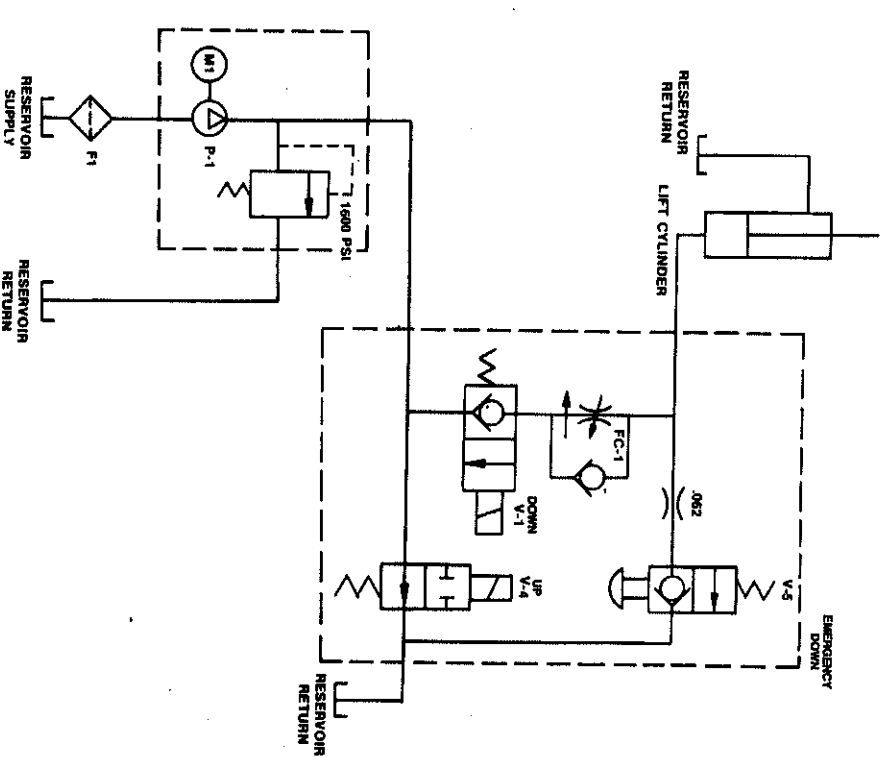 RESERVOIR
RETURN
LIFT CYLINDER
.062
V-5
EMERGENCY
DOWN
FC-1
DOWN
V-1
UP
V-4
RESERVOIR
RETURN
M1
P-1
1600 PSI
F1
RESERVOIR
SUPPLY
RESERVOIR
RETURN